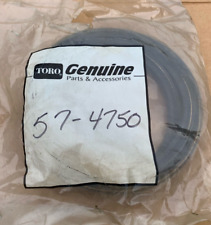 TORO Genuine
Parts & Accessories
57-4750